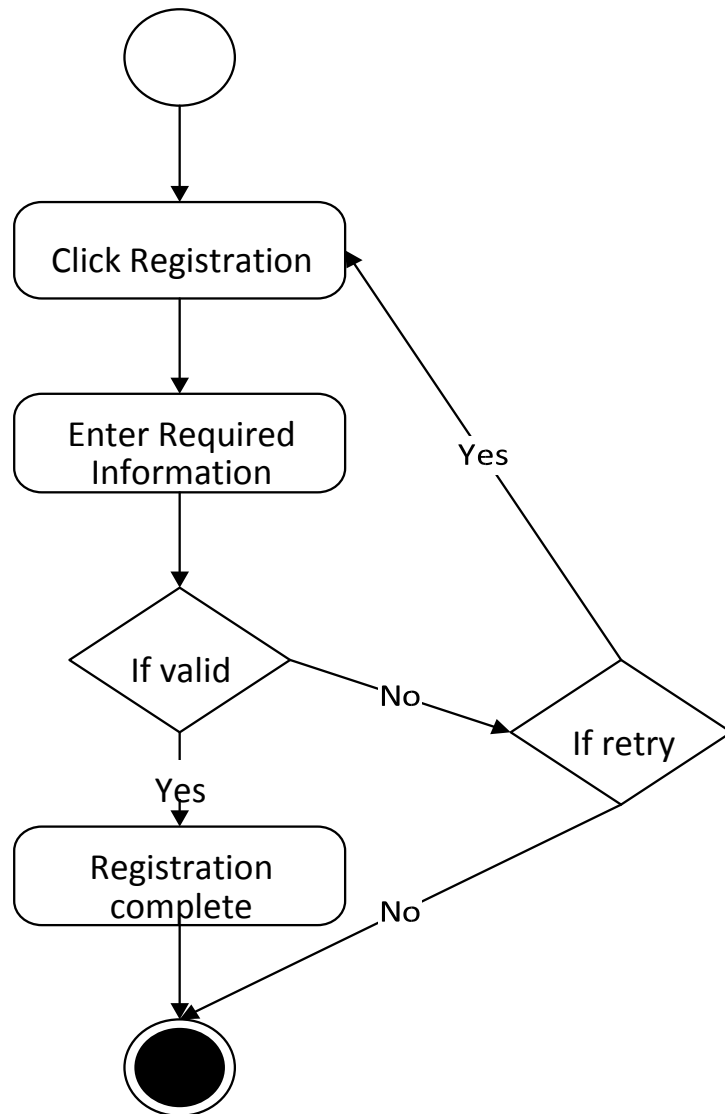 Click Registration
Enter Required
Information
Yes
If valid
No
If retry
Yes
Registration
complete
No